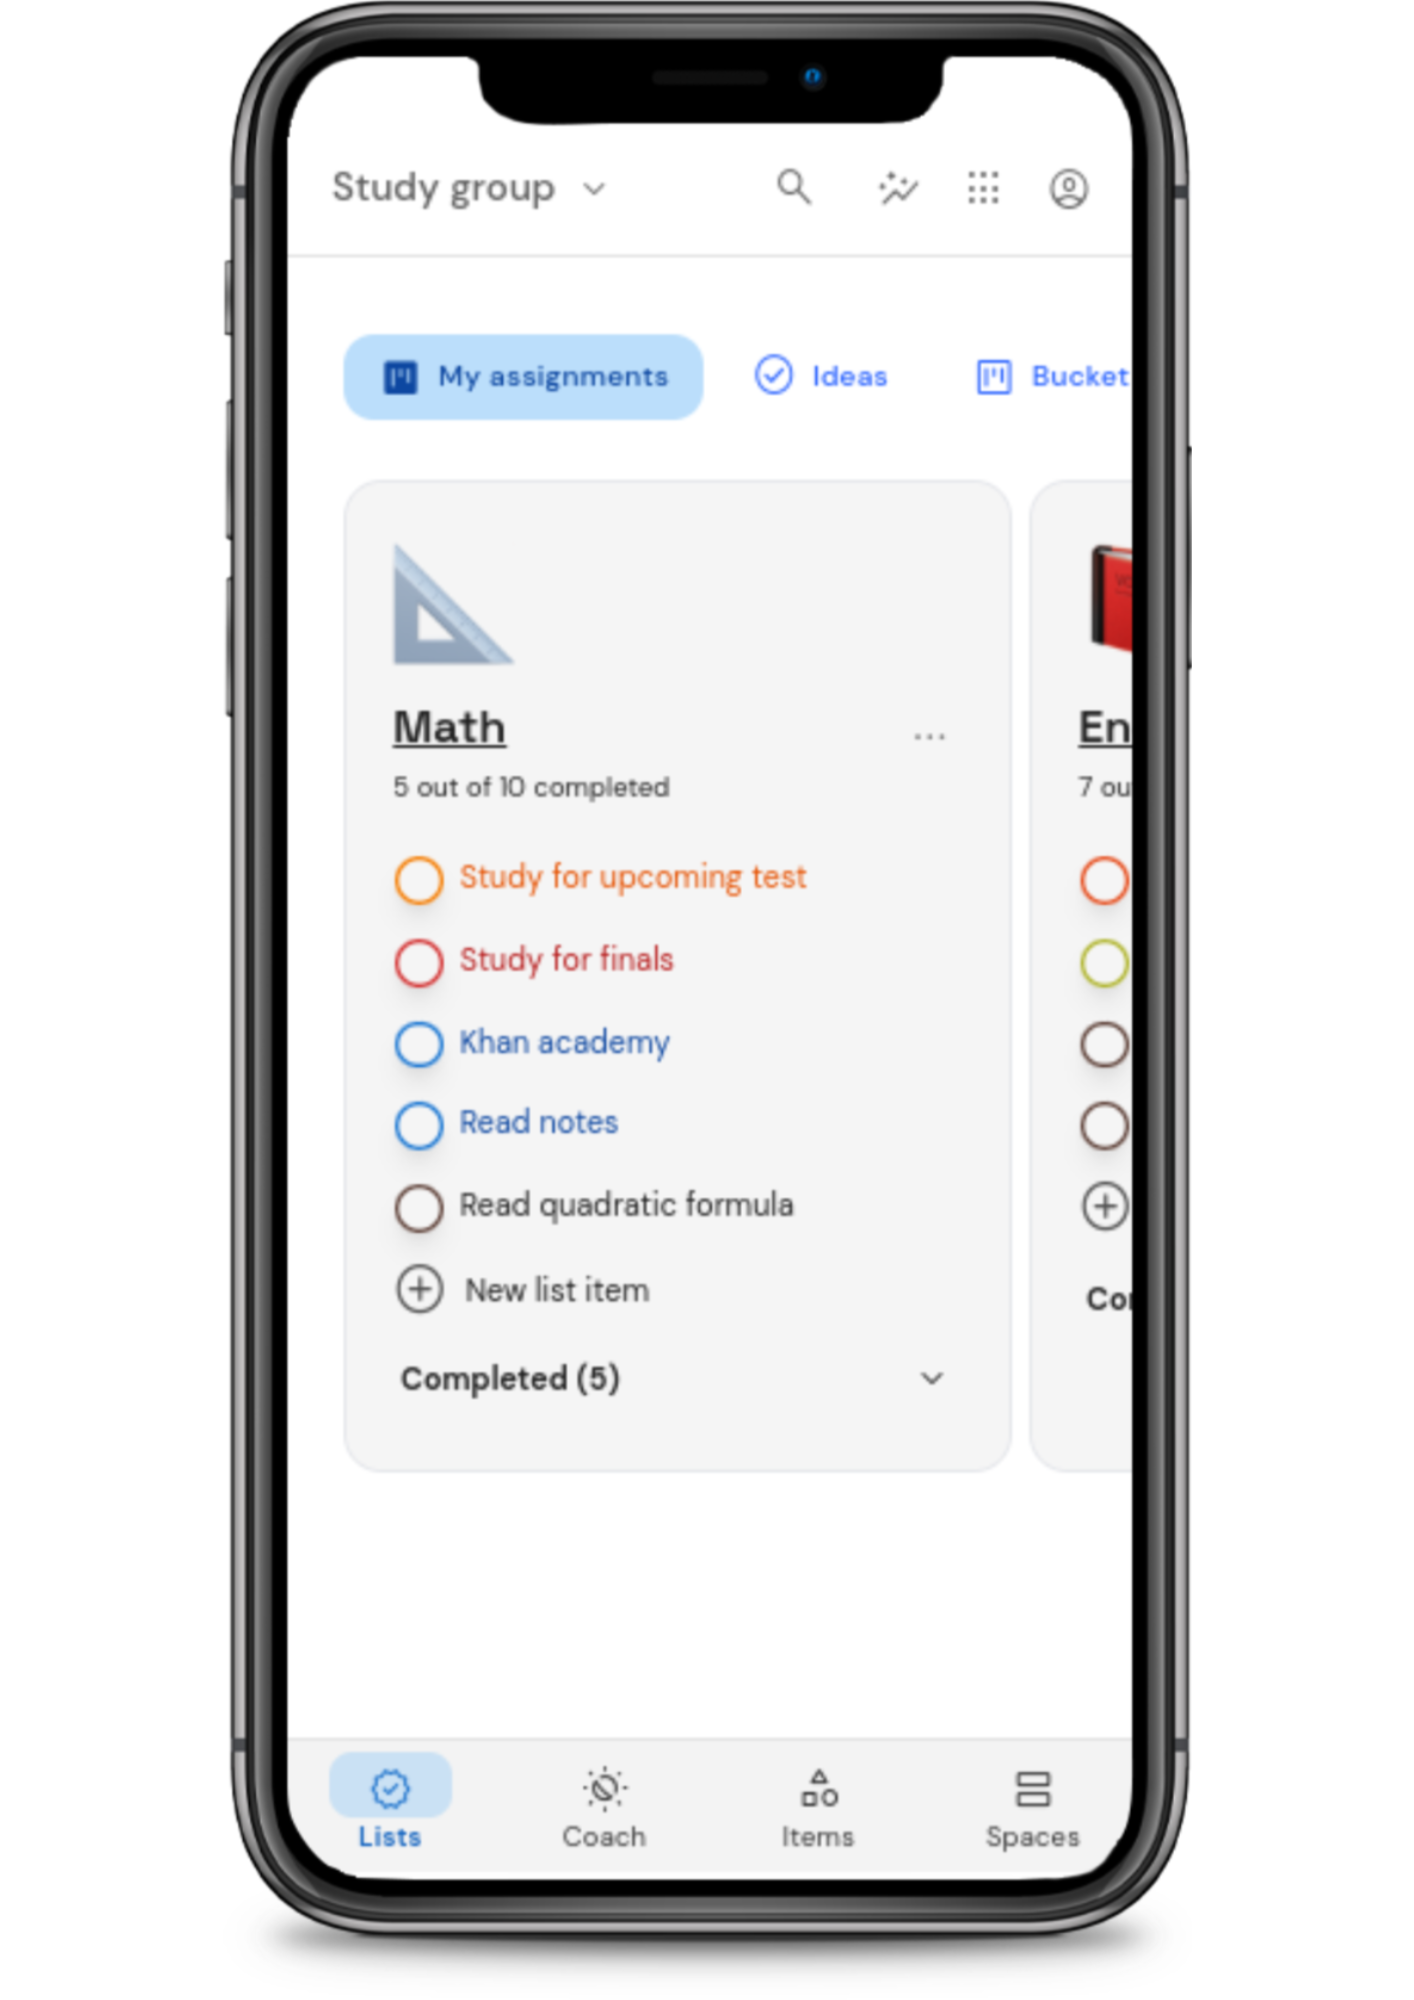 Study group
My assignments
Ideas
Bucket
Math
5 out of 10 completed
Study for upcoming test
Study for finals
Khan academy
Read notes
Read quadratic formula
New list item
Completed (5)
En
7 ou
Lists
Coach
Items
Spaces